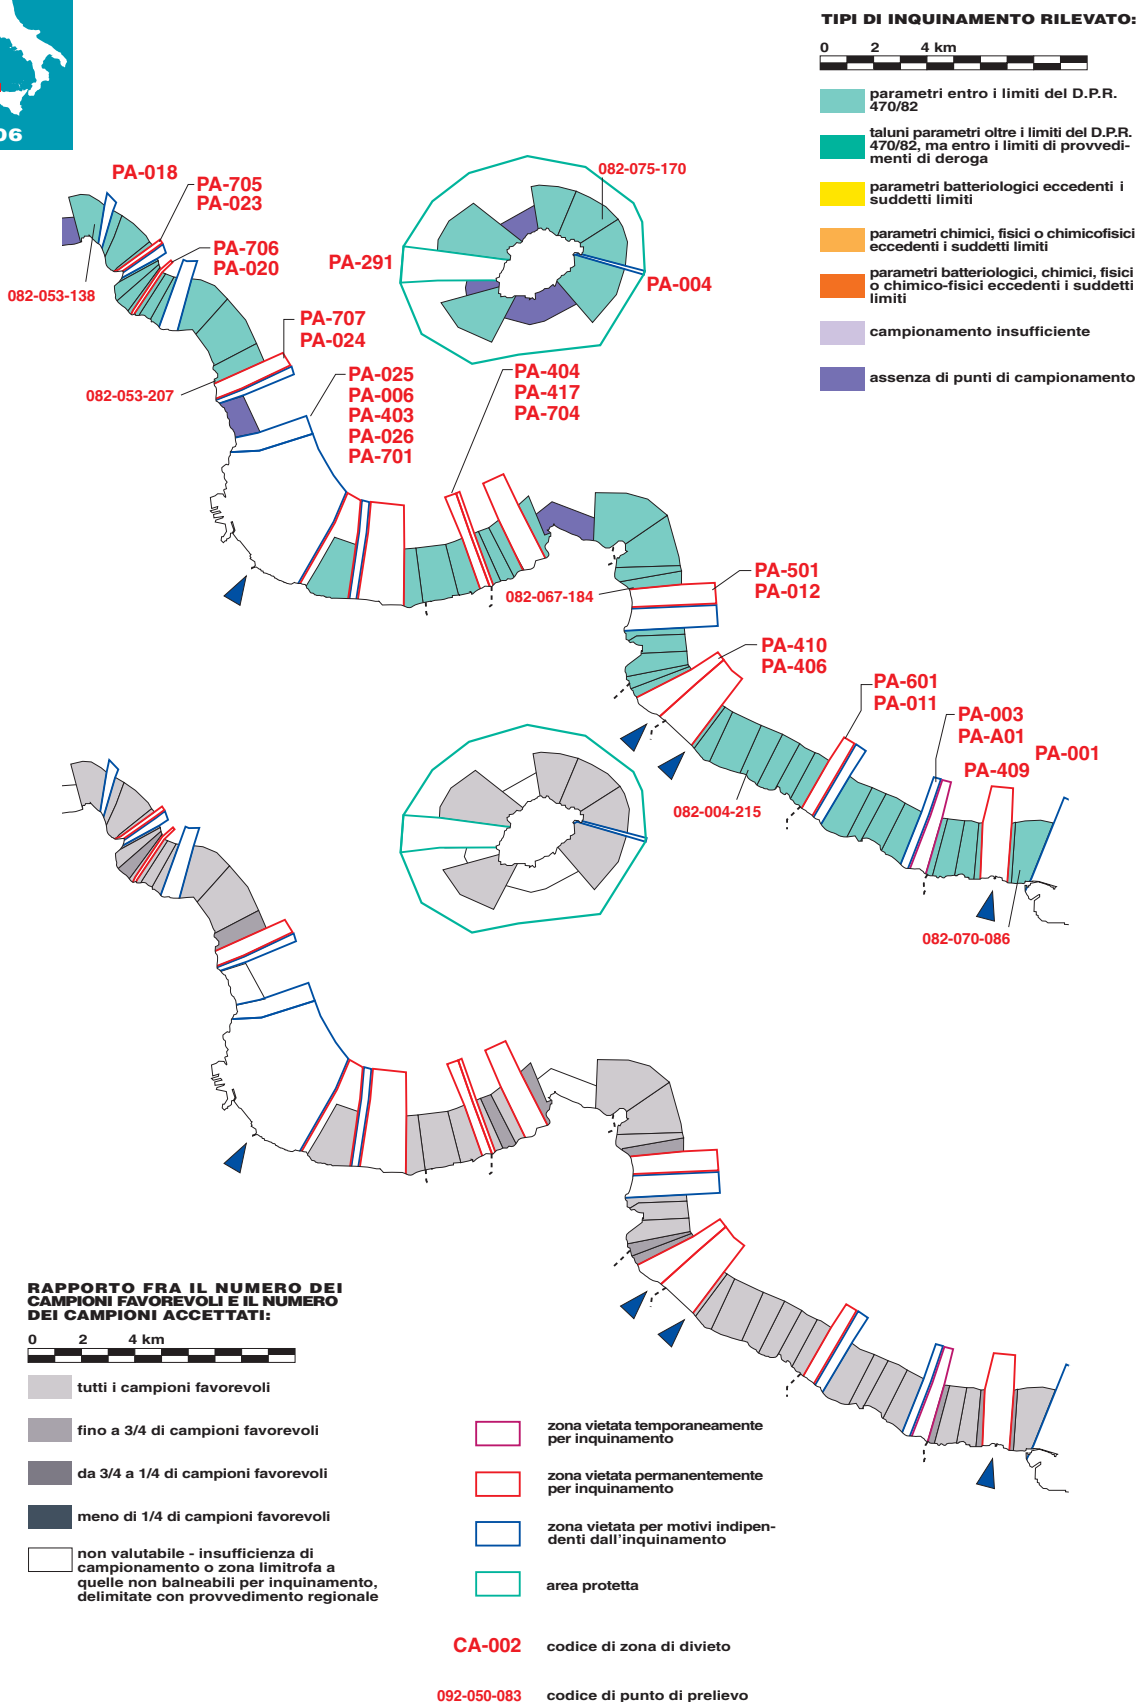 TIPI DI INQUINAMENTO RILEVATO:
0 2 4 km
parametri entro i limiti del D.P.R.
470/82
taluni parametri oltre i limiti del D.P.R.
470/82, ma entro i limiti di provvedi-
menti di deroga
parametri batteriologici eccedenti i
suddetti limiti
parametri chimici, fisici o chimicofisici
eccedenti i suddetti limiti
parametri batteriologici, chimici, fisici
o chimico-fisici eccedenti i suddetti
limiti
campionamento insufficiente
assenza di punti di campionamento
06
PA-018
PA-705
PA-023
PA-706
PA-020
082-053-138
PA-707
PA-024
082-053-207
PA-025
PA-006
PA-403
PA-026
PA-701
082-075-170
PA-291
PA-004
PA-404
PA-417
PA-704
082-067-184
PA-501
PA-012
PA-410
PA-406
PA-601
PA-011
PA-003
PA-A01
PA-001
PA-409
082-004-215
082-070-086
RAPPORTO FRA IL NUMERO DEI
CAMPIONI FAVOREVOLI E IL NUMERO
DEI CAMPIONI ACCETTATI:
0 2 4 km
tutti i campioni favorevoli
fino a 3/4 di campioni favorevoli
da 3/4 a 1/4 di campioni favorevoli
meno di 1/4 di campioni favorevoli
non valutabile - insufficienza di
campionamento o zona limitrofa a
quelle non balneabili per inquinamento,
delimitate con provvedimento regionale
zona vietata temporaneamente
per inquinamento
zona vietata permanentemente
per inquinamento
zona vietata per motivi indipen-
denti dall'inquinamento
area protetta
CA-002 codice di zona di divieto
092-050-083 codice di punto di prelievo